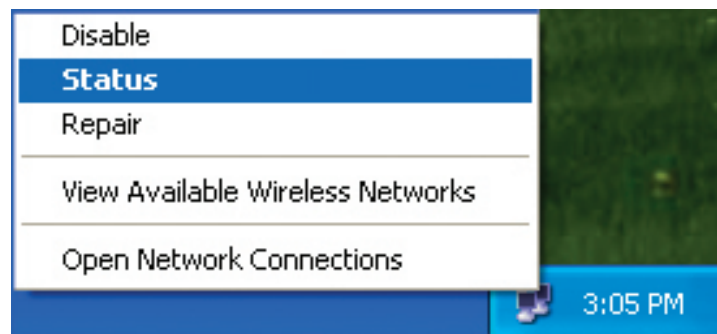 Disable
Status
Repair
View Available Wireless Networks
Open Network Connections
3:05 PM